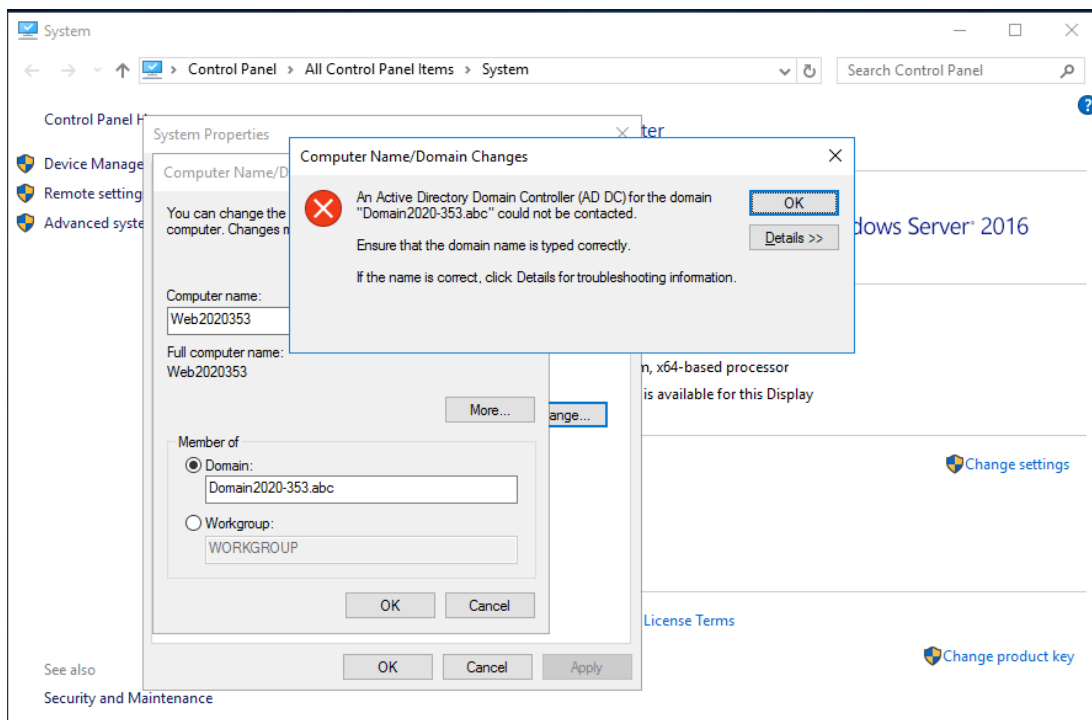 System
Control Panel > All Control Panel Items > System
Search Control Panel
?
Control Panel H
Device Manage
Remote setting
Advanced syste
See also
Security and Maintenance
ter
dows Server® 2016
n, x64-based processor
is available for this Display
Change settings
License Terms
Change product key
System Properties
ange...
OK Cancel Apply
Computer Name/D
You can change the
computer. Changes m
Computer name:
Web2020353
Full computer name:
Web2020353
More...
Member of
Domain:
Domain2020-353.abc
Workgroup:
WORKGROUP
OK Cancel
Computer Name/Domain Changes
An Active Directory Domain Controller (AD DC) for the domain
"Domain2020-353.abc" could not be contacted.
Ensure that the domain name is typed correctly.
If the name is correct, click Details for troubleshooting information.
OK
Details >>